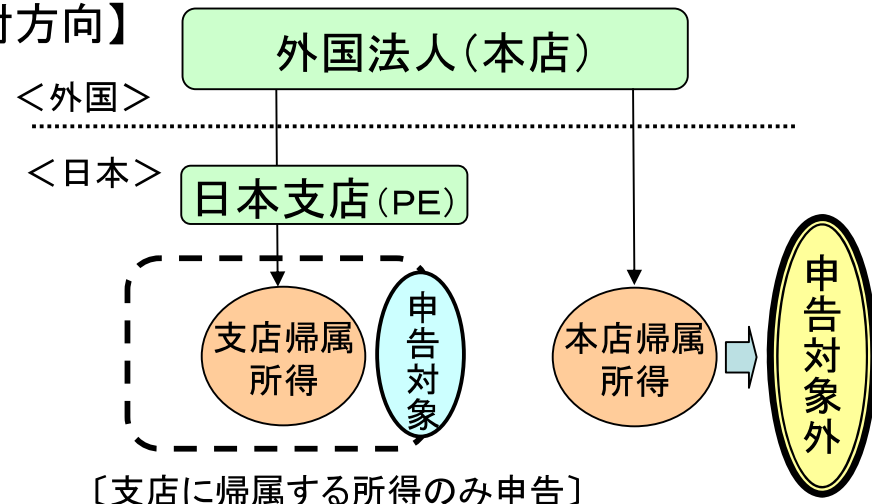 方向】
外国法人（本店）
＜外国＞
＜日本＞
日本支店（PE）
支店帰属
所得
申告対象
本店帰属
所得
申告対象外
〔支店に帰属する所得のみ申告〕